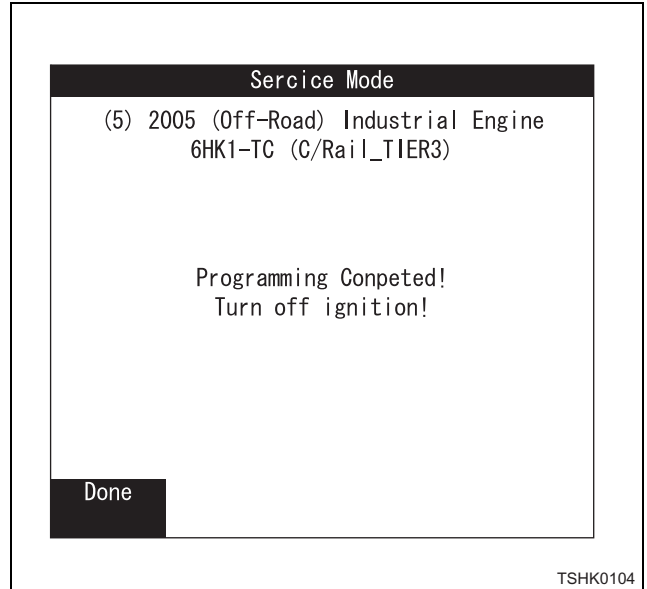 Sercice Mode
(5) 2005 (Off-Road) Industrial Engine
6HK1-TC (C/Rail_TIER3)
Programming Conpeted!
Turn off ignition!
Done
TSHK0104